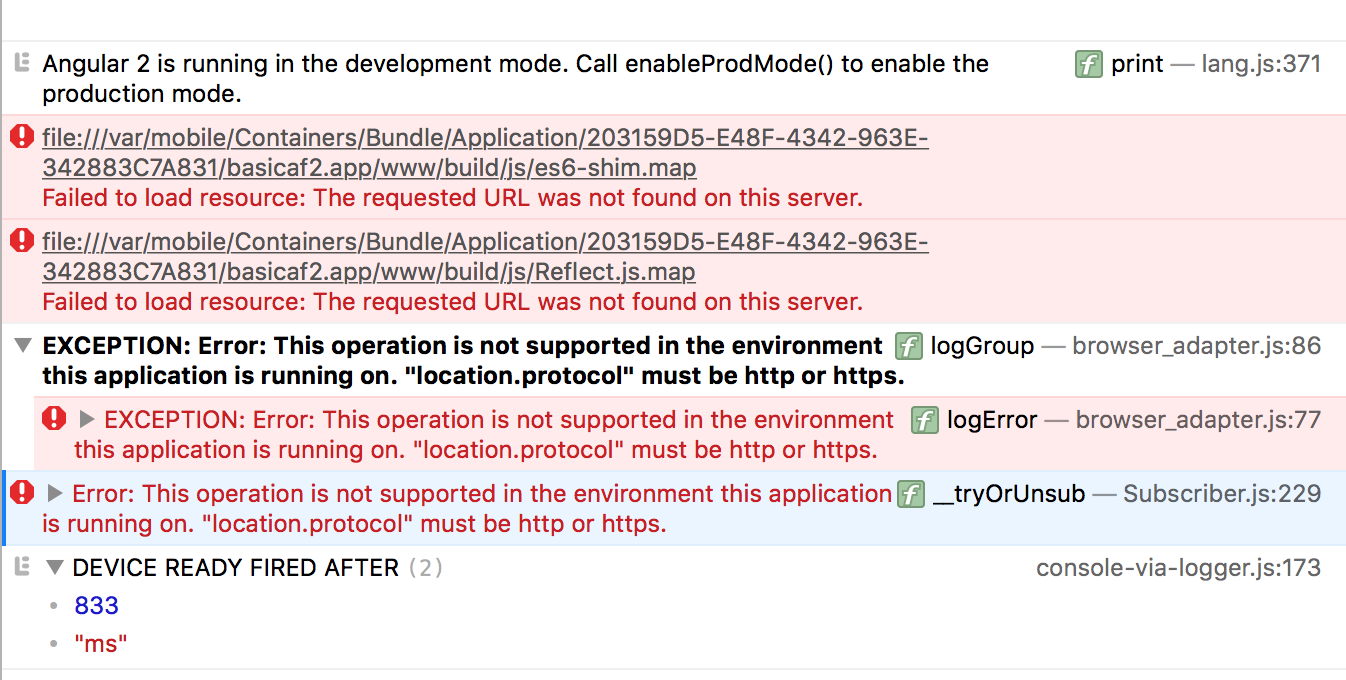 Angular 2 is running in the development mode. Call enableProdMode() to enable the print — lang.js:371
production mode.
file:///var/mobile/Containers/Bundle/Application/203159D5-E48F-4342-963E-
342883C7A831/basicaf2.app/www/build/js/es6-shim.map
Failed to load resource: The requested URL was not found on this server.
file:///var/mobile/Containers/Bundle/Application/203159D5-E48F-4342-963E-
342883C7A831/basicaf2.app/www/build/js/Reflect.js.map
Failed to load resource: The requested URL was not found on this server.
EXCEPTION: Error: This operation is not supported in the environment f logGroup — browser_adapter.js:86
this application is running on. "location.protocol" must be http or https.
EXCEPTION: Error: This operation is not supported in the environment f logError — browser_adapter.js:77
this application is running on. "location.protocol" must be http or https.
Error: This operation is not supported in the environment this application f __tryOrUnsub — Subscriber.js:229
is running on. "location.protocol" must be http or https.
DEVICE READY FIRED AFTER (2) console-via-logger.js:173
• 833
• "ms"